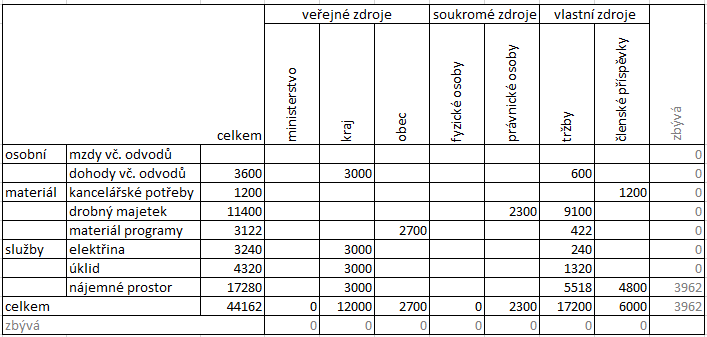 veřejné zdroje soukromé zdroje vlastní zdroje
celkem ministerstvo kraj obec fyzické osoby právnické osoby tržby členské příspěvky zbývá
osobní mzdy vč. odvodů 0
dohody vč. odvodů 3600 3000 600 0
materiál kancelářské potřeby 1200 1200 0
drobný majetek 11400 2300 9100 0
materiál programy 3122 2700 422 0
služby elektřina 3240 3000 240 0
úklid 4320 3000 1320 0
nájemné prostor 17280 3000 5518 4800 3962
celkem 44162 0 12000 2700 0 2300 17200 6000 3962
zbývá 0 0 0 0 0 0 0